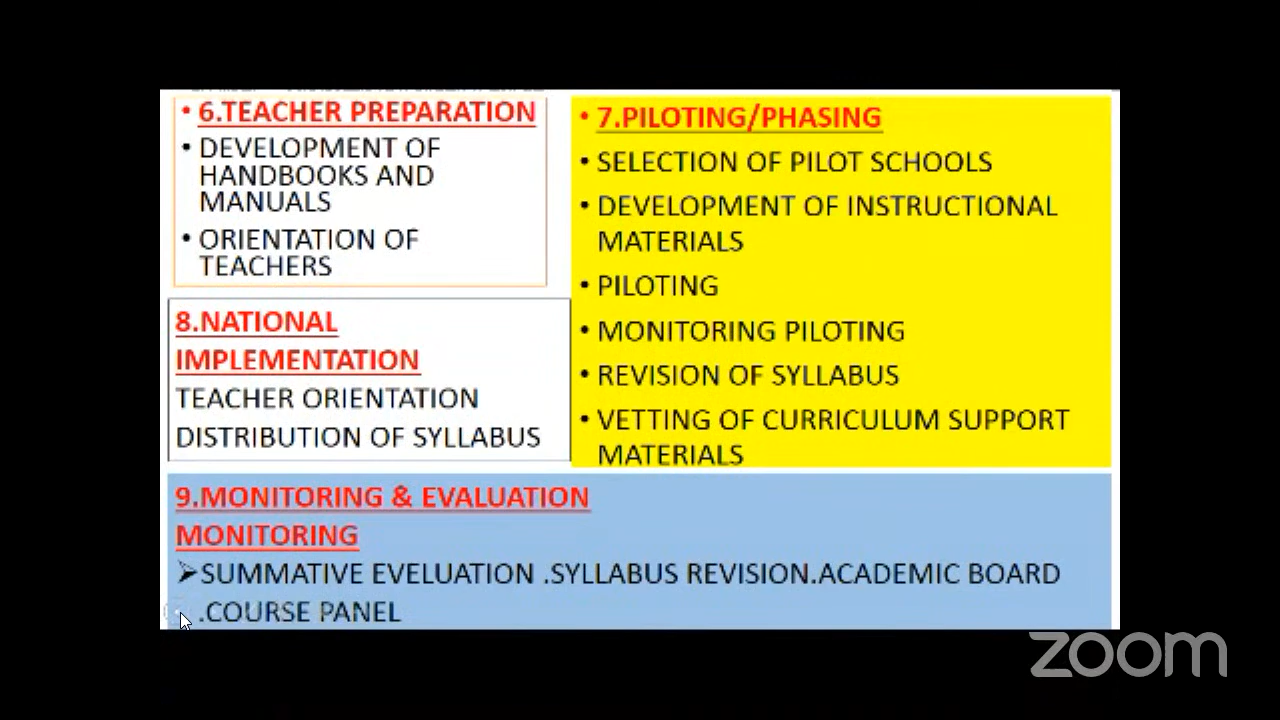 • 6.TEACHER PREPARATION
• DEVELOPMENT OF
HANDBOOKS AND
MANUALS
• ORIENTATION OF
TEACHERS
• 7.PILOTING/PHASING
• SELECTION OF PILOT SCHOOLS
• DEVELOPMENT OF INSTRUCTIONAL
MATERIALS
• PILOTING
• MONITORING PILOTING
• REVISION OF SYLLABUS
• VETTING OF CURRICULUM SUPPORT
MATERIALS
8.NATIONAL
IMPLEMENTATION
TEACHER ORIENTATION
DISTRIBUTION OF SYLLABUS
9.MONITORING & EVALUATION
MONITORING
➢SUMMATIVE EVELUATION .SYLLABUS REVISION.ACADEMIC BOARD
.COURSE PANEL
zoom